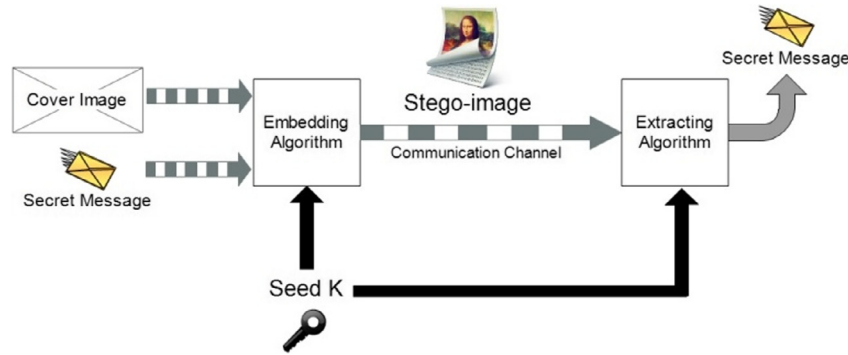 Secret Message
Cover Image
Stego-image
Embedding
Algorithm
Extracting
Algorithm
Communication Channel
Secret Message
Seed K